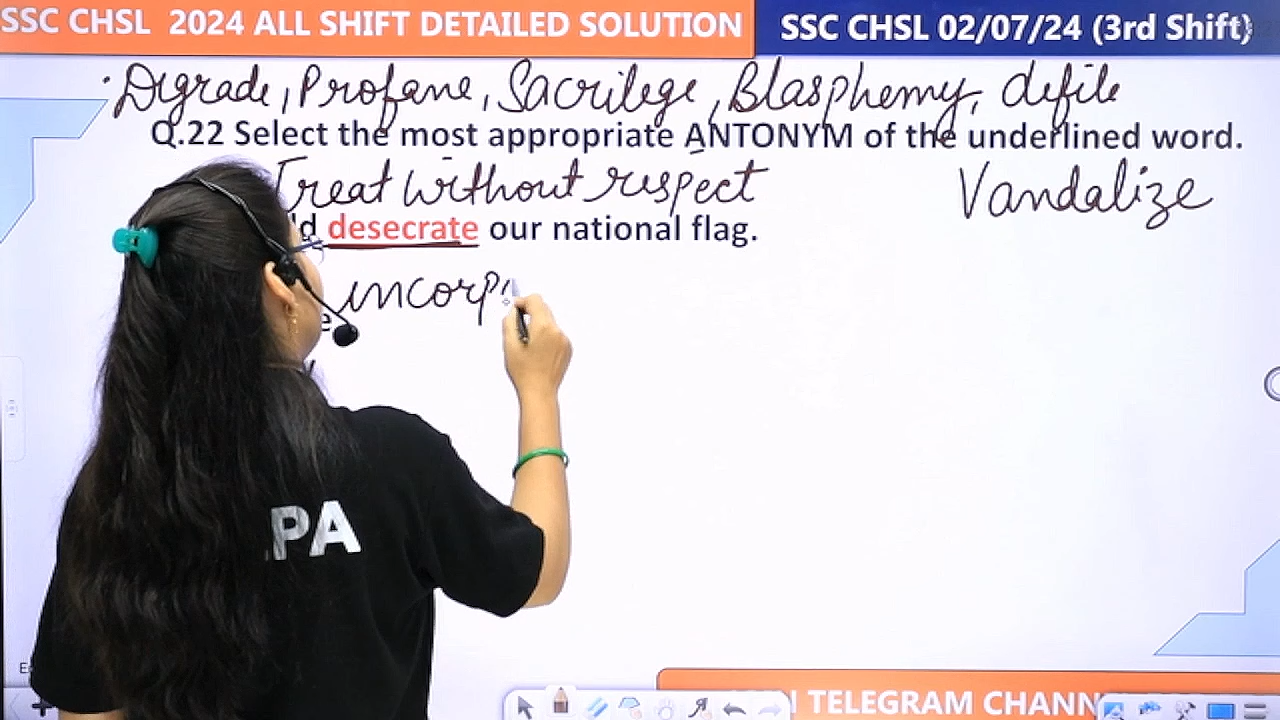 SSC CHSL 2024 ALL SHIFT DETAILED SOLUTION
SSC CHSL 02/07/24 (3rd Shift)
Digrade, Profane, Sacrilege, Blasphemy, defile
Q.22 Select the most appropriate ANTONYM of the underlined word.
Treat without respect
Vandalize
desecrate our national flag.
incorp
PA
TELEGRAM